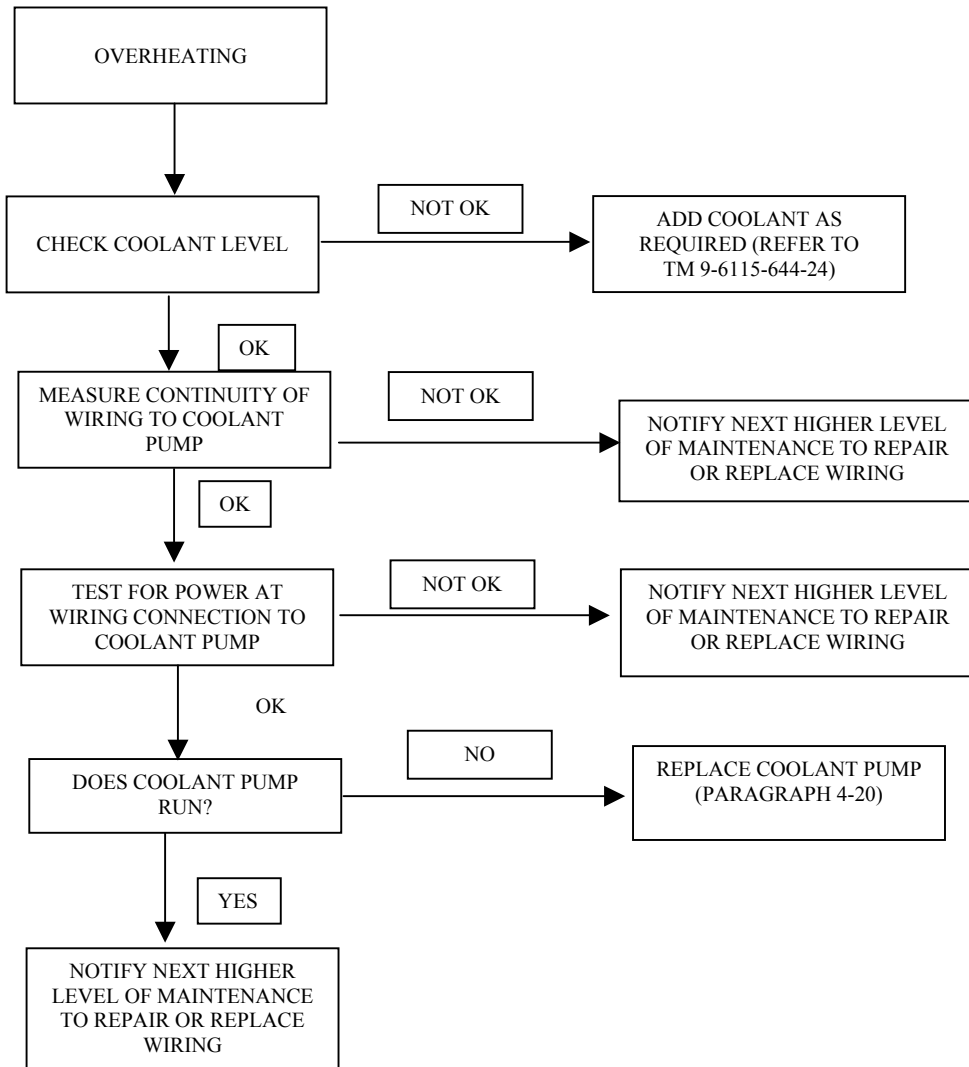 OVERHEATING
CHECK COOLANT LEVEL
NOT OK
ADD COOLANT AS
REQUIRED (REFER TO
TM 9-6115-644-24)
OK
MEASURE CONTINUITY OF
WIRING TO COOLANT
PUMP
NOT OK
NOTIFY NEXT HIGHER LEVEL
OF MAINTENANCE TO REPAIR
OR REPLACE WIRING
OK
TEST FOR POWER AT
WIRING CONNECTION TO
COOLANT PUMP
NOT OK
NOTIFY NEXT HIGHER LEVEL
OF MAINTENANCE TO REPAIR
OR REPLACE WIRING
OK
DOES COOLANT PUMP
RUN?
NO
REPLACE COOLANT PUMP
(PARAGRAPH 4-20)
YES
NOTIFY NEXT HIGHER
LEVEL OF MAINTENANCE
TO REPAIR OR REPLACE
WIRING